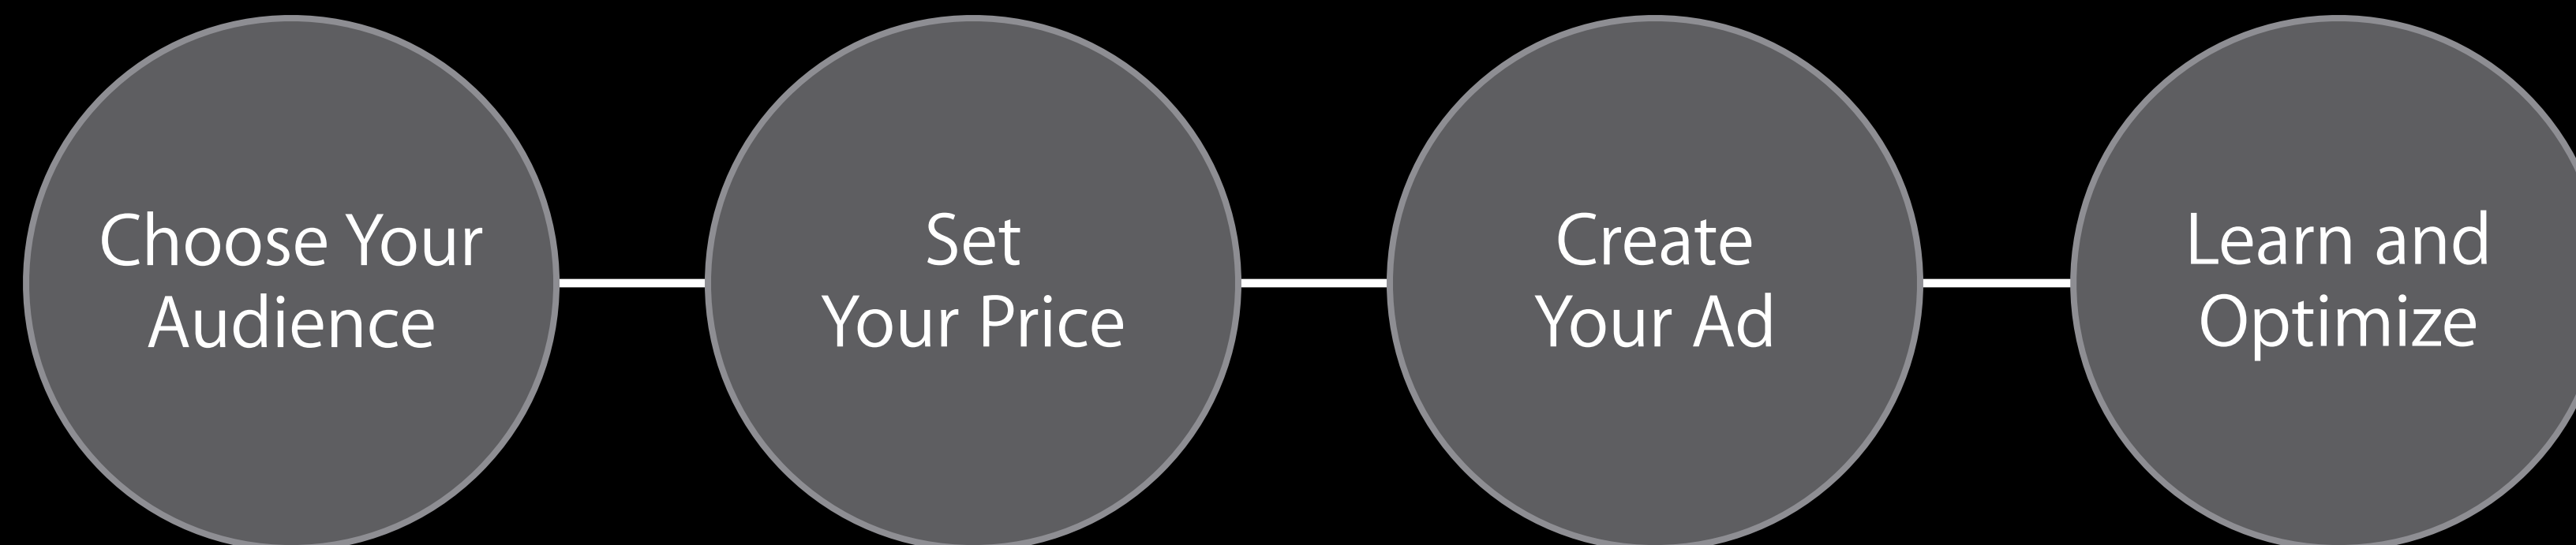 Choose Your
Audience
Set
Your Price
Create
Your Ad
Learn and
Optimize